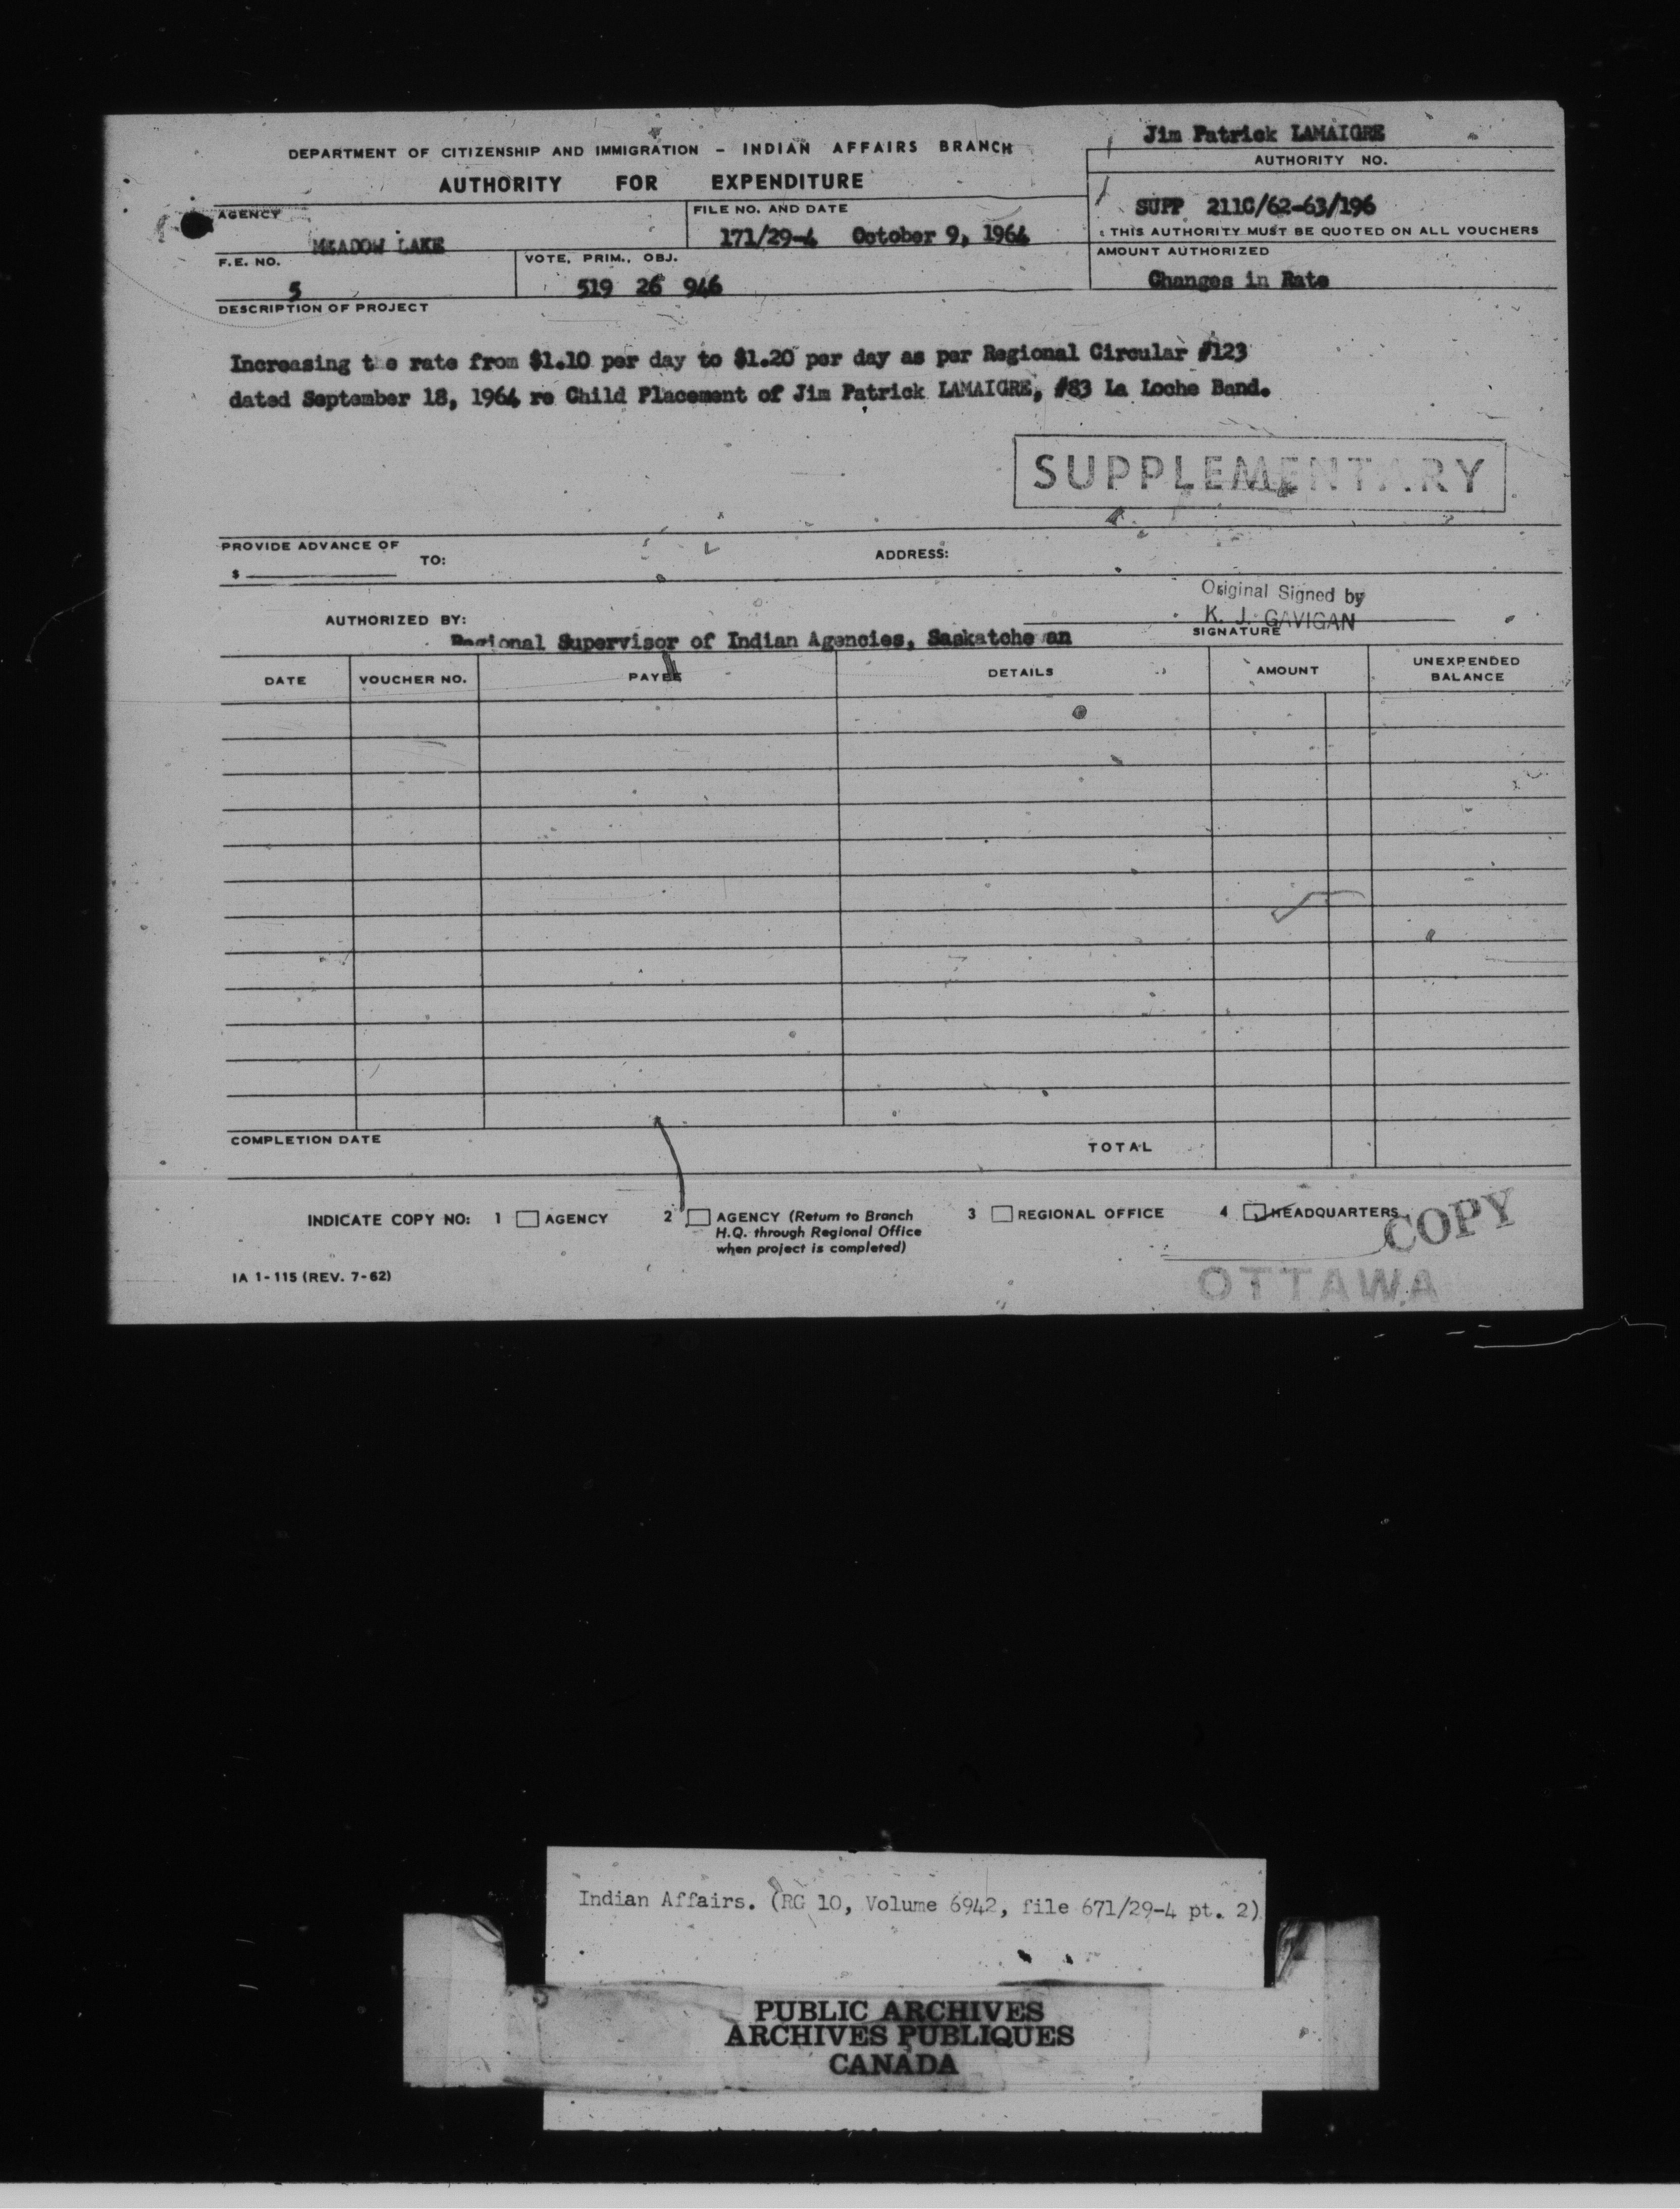 Jim Patrick LAMAIGRE
DEPARTMENT OF CITIZENSHIP AND IMMIGRATION – INDIAN AFFAIRS BRANCH
AUTHORITY FOR EXPENDITURE
AUTHORITY NO.
SUPP 211C/62-63/196
THIS AUTHORITY MUST BE QUOTED ON ALL VOUCHERS
AGENCY
MEADOW LAKE
FILE NO. AND DATE
171/29-4 October 9, 1964
AMOUNT AUTHORIZED
Changes in Rate
F.E. NO.
5
VOTE, PRIM., OBJ.
519 26 946
DESCRIPTION OF PROJECT
Increasing the rate from $1.10 per day to $1.20 per day as per Regional Circular #123
dated September 18, 1964 re Child Placement of Jim Patrick LAMAIGRE, #83 La Loche Band.
SUPPLEMENTARY
PROVIDE ADVANCE OF
$ TO: ADDRESS:
Original Signed by
K. J. GAVIGAN
AUTHORIZED BY:
SIGNATURE
Regional Supervisor of Indian Agencies, Saskatchewan
DATE VOUCHER NO. PAYEE DETAILS AMOUNT UNEXPENDED BALANCE
COMPLETION DATE TOTAL
INDICATE COPY NO: 1 AGENCY 2 AGENCY (Return to Branch 3 REGIONAL OFFICE 4 HEADQUARTERS
H.Q. through Regional Office
when project is completed)
COPY
IA 1-115 (REV. 7-62)
OTTAWA
Indian Affairs. (RG 10, Volume 6942, file 671/29-4 pt. 2)
PUBLIC ARCHIVES
ARCHIVES PUBLIQUES
CANADA